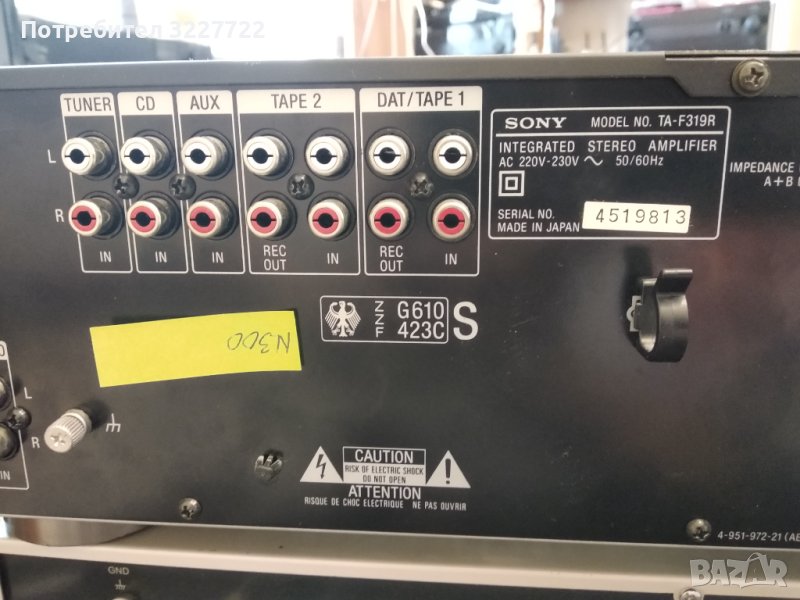 Потребител 3227722
TUNER
CD
AUX
TAPE 2
DAT/TAPE 1
L
R
IN
IN
IN
REC
OUT
IN
REC
OUT
IN
SONY MODEL NO. TA-F319R
INTEGRATED STEREO AMPLIFIER
AC 220V-230V ~ 50/60Hz
SERIAL NO. 4519813
MADE IN JAPAN
IMPEDANCE
A+B
Z
Z
F
G610
423C
S
N300
L
R
IN
CAUTION
RISK OF ELECTRIC SHOCK
DO NOT OPEN
ATTENTION
RISQUE DE CHOC ELECTRIQUE NE PAS OUVRIR
4-951-972-21
GND
BAZAR